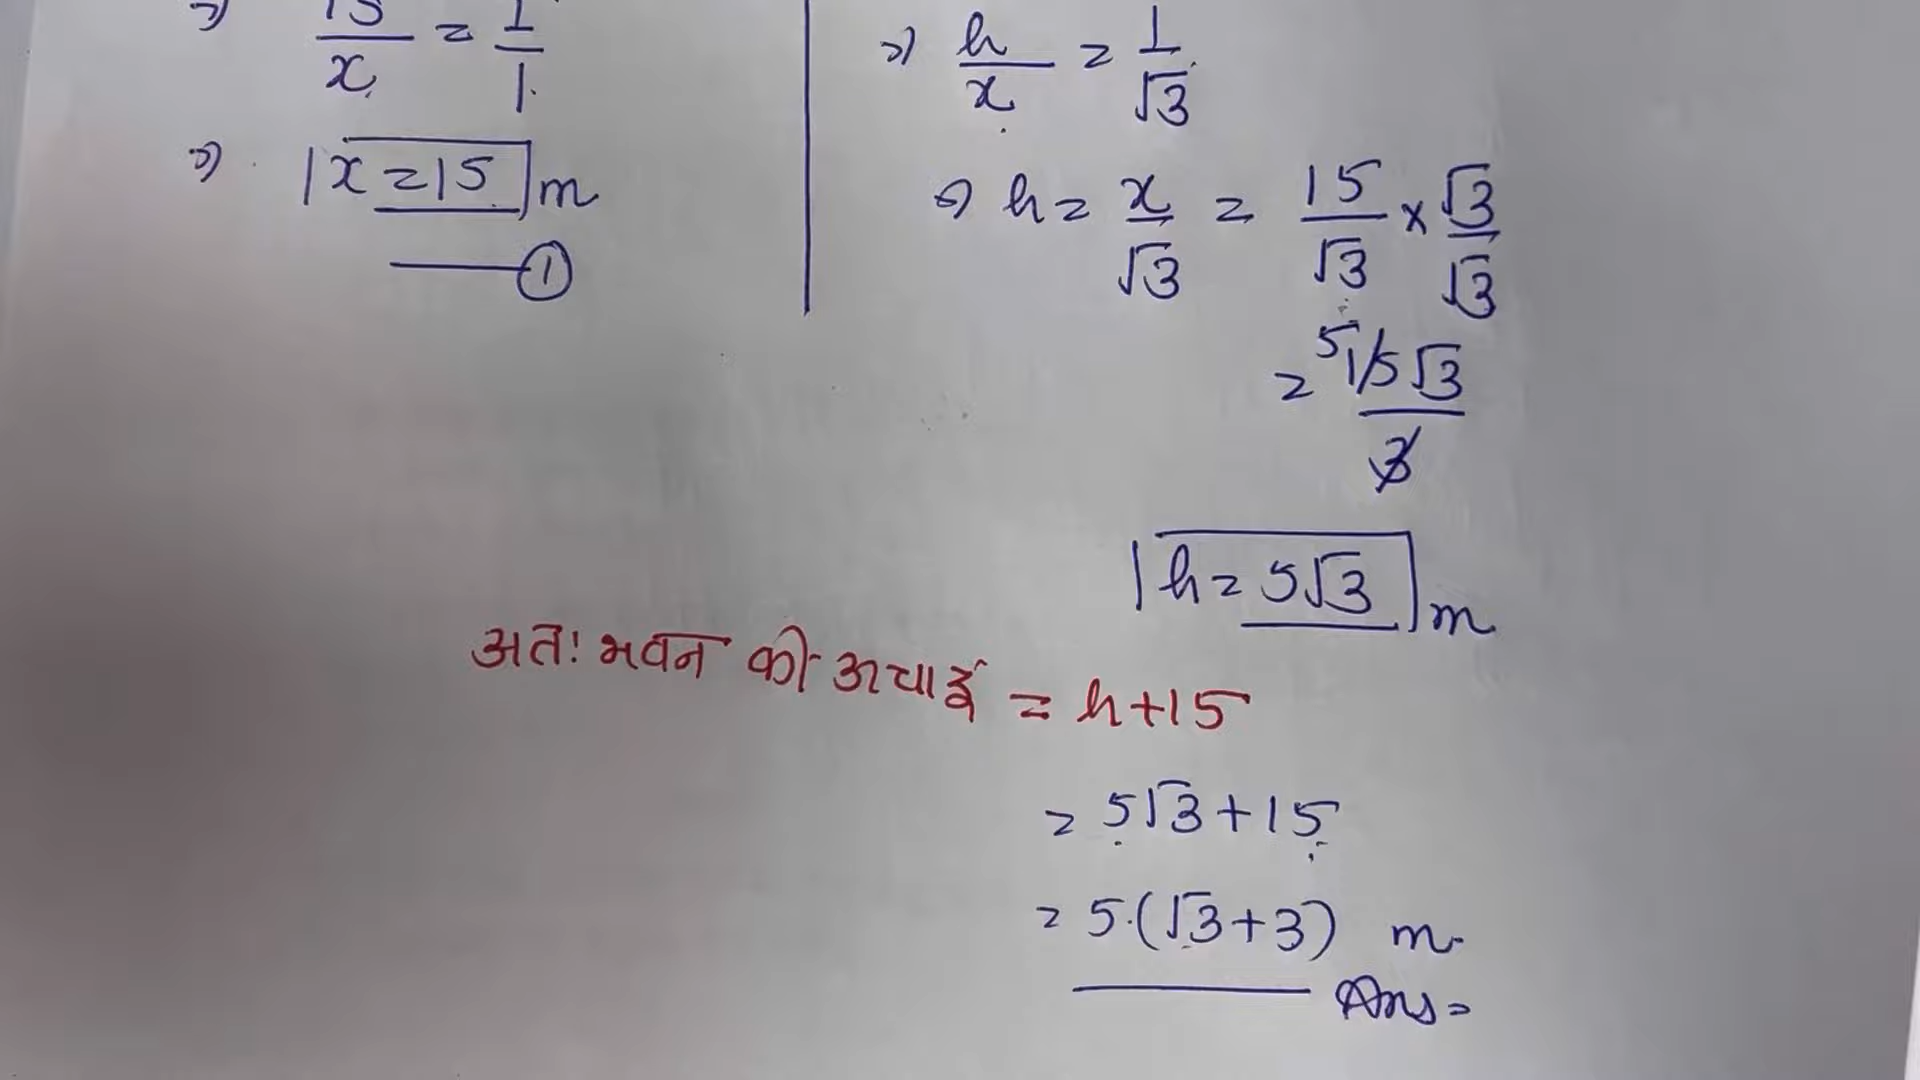 ⇒ 15/x = 1/1
⇒ x = 15 m
① 
⇒ h/x = 1/√3
⇒ h = x/√3 = 15/√3 × √3/√3
= 5 15√3/3
h = 5√3 m
अतः भवन की ऊचाई = h+15
= 5√3+15
= 5.(√3+3) m.
Ans=